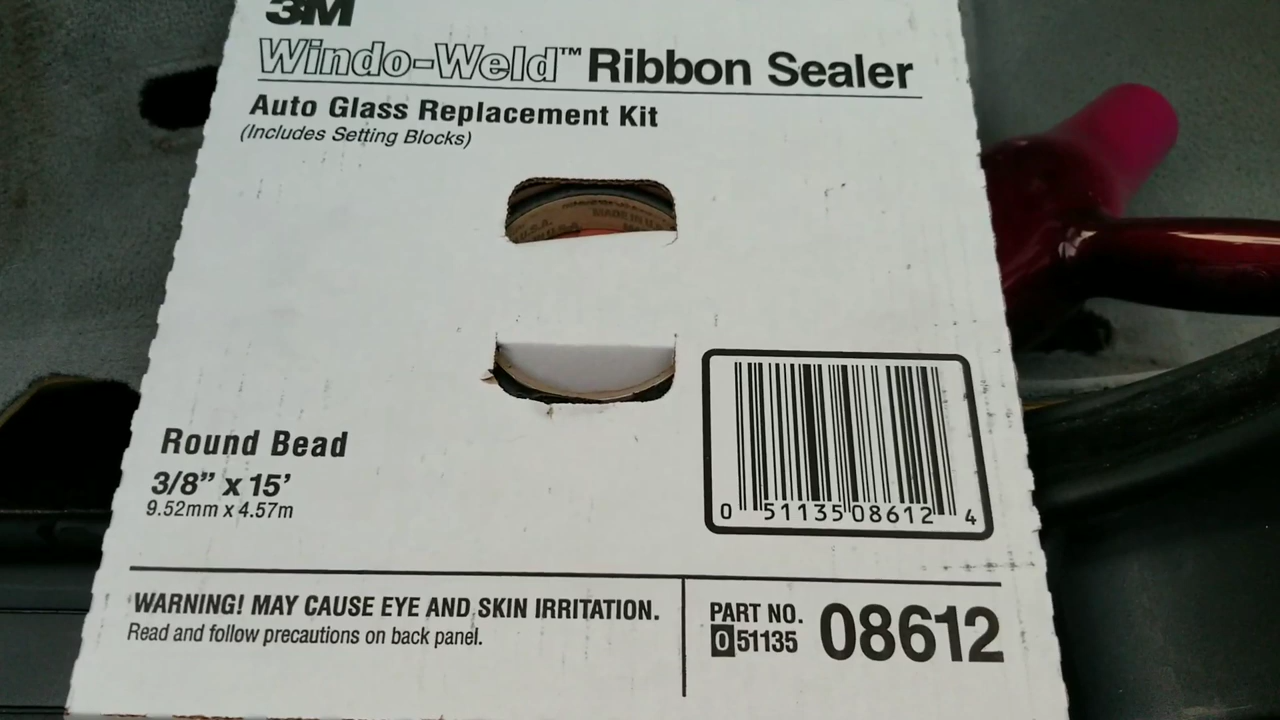 3M
Windo-Weld™ Ribbon Sealer
Auto Glass Replacement Kit
(Includes Setting Blocks)
MADE IN U.S.A.
U.S.A.
Round Bead
3/8” x 15’
9.52mm x 4.57m
0 51135 08612 4
WARNING! MAY CAUSE EYE AND SKIN IRRITATION.
Read and follow precautions on back panel.
PART NO.
0 51135 08612